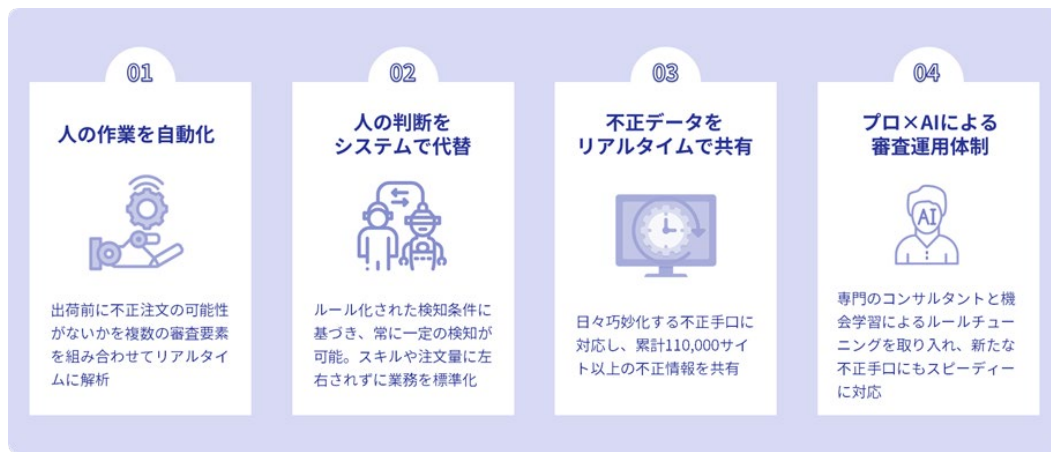 01
人の作業を自動化
出荷前に不正注文の可能性
がないかを複数の審査要素
を組み合わせてリアルタイ
ムに解析
02
人の判断を
システムで代替
ルール化された検知条件に
基づき、常に一定の検知が
可能。スキルや注文量に左
右されずに業務を標準化
03
不正データを
リアルタイムで共有
日々巧妙化する不正手口に
対応し、累計110,000サイ
ト以上の不正情報を共有
04
プロ×AIによる
審査運用体制
AI
専門のコンサルタントと機
会学習によるルールチュー
ニングを取り入れ、新たな
不正手口にもスピーディー
に対応